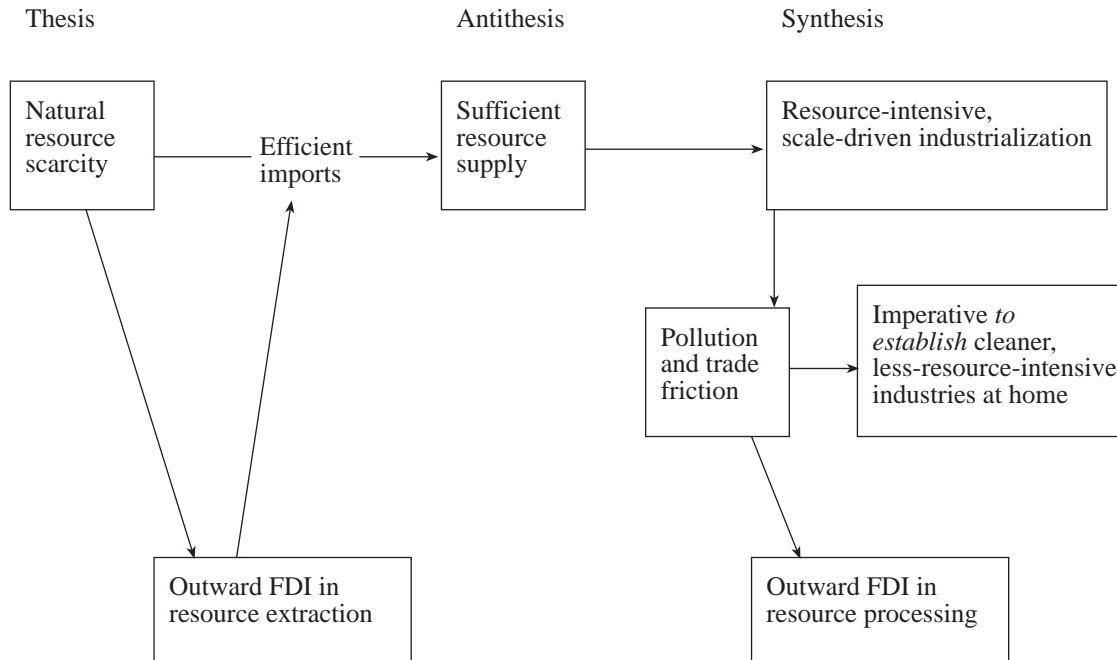 Thesis
Antithesis
Synthesis
Natural
resource
scarcity
Efficient
imports
Sufficient
resource
supply
Resource-intensive,
scale-driven industrialization
Pollution
and trade
friction
Imperative to
establish cleaner,
less-resource-intensive
industries at home
Outward FDI in
resource extraction
Outward FDI in
resource processing